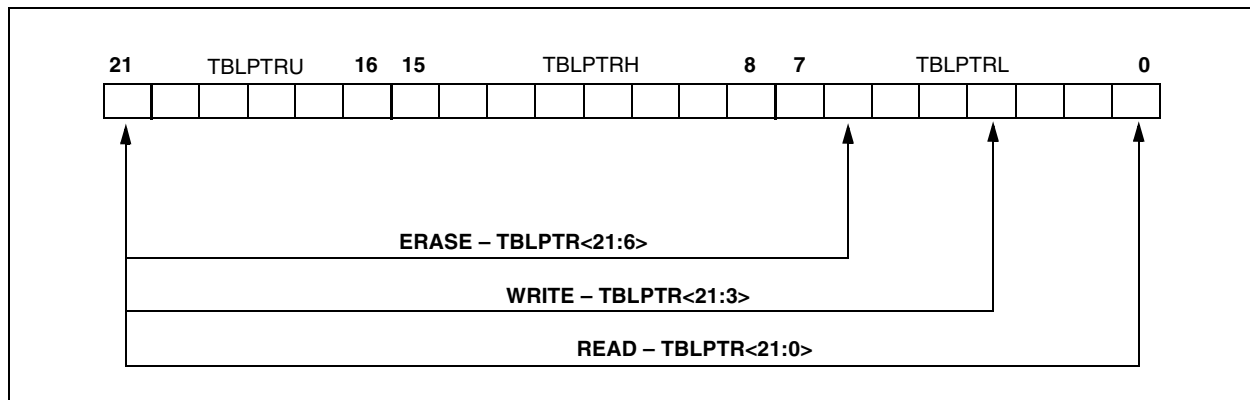 21 TBLPTRU 16 15 TBLPTRH 8 7 TBLPTRL 0
ERASE – TBLPTR<21:6>
WRITE – TBLPTR<21:3>
READ – TBLPTR<21:0>